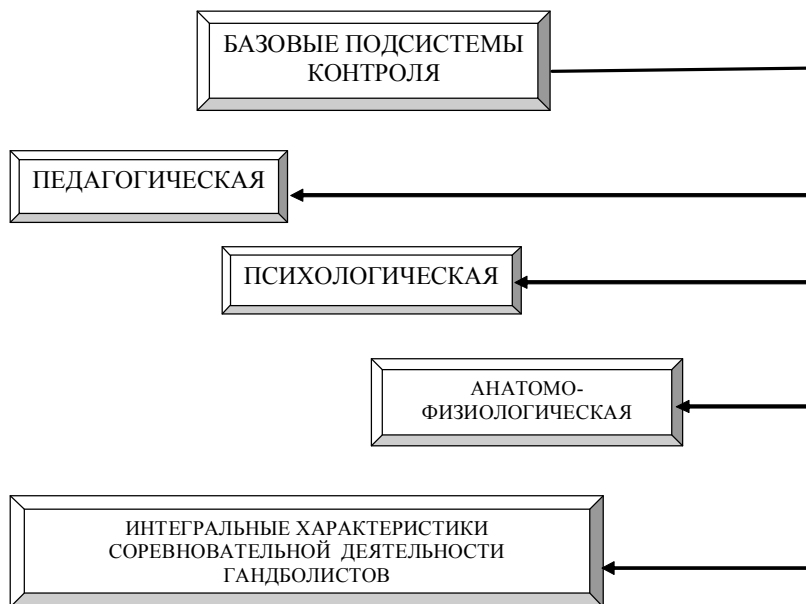 БАЗОВЫЕ ПОДСИСТЕМЫ
КОНТРОЛЯ
ПЕДАГОГИЧЕСКАЯ
ПСИХОЛОГИЧЕСКАЯ
АНАТОМО-
ФИЗИОЛОГИЧЕСКАЯ
ИНТЕГРАЛЬНЫЕ ХАРАКТЕРИСТИКИ
СОРЕВНОВАТЕЛЬНОЙ ДЕЯТЕЛЬНОСТИ
ГАНДБОЛИСТОВ